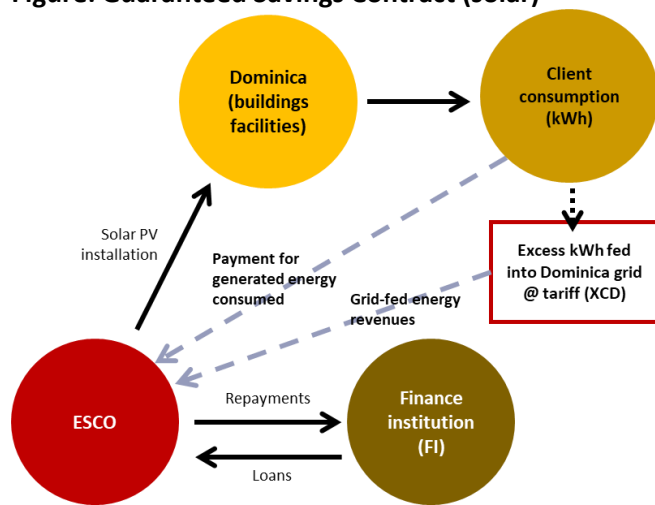 Figure: Guaranteed Savings Contract (Solar)
Dominica
(buildings
facilities)
Client
consumption
(kWh)
Solar PV
installation
Payment for
generated energy
consumed
Excess kWh fed
into Dominica grid
@ tariff (XCD)
Grid-fed energy
revenues
ESCO
Repayments
Loans
Finance
institution
(FI)